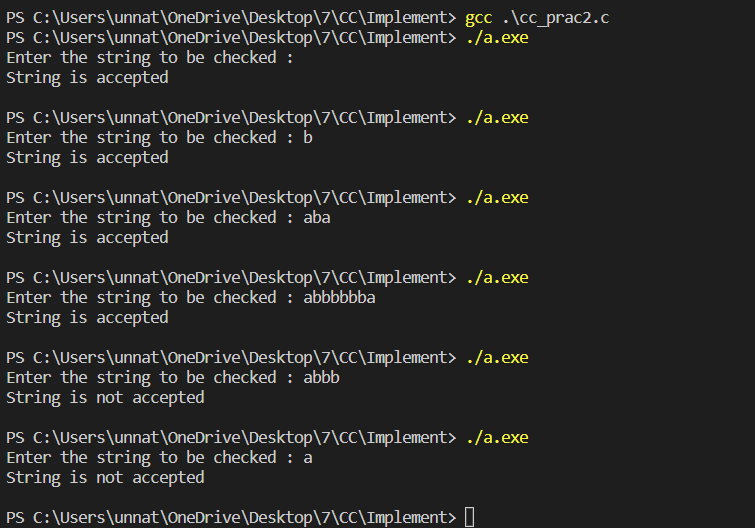 PS C:\Users\unnat\OneDrive\Desktop\7\CC\Implement> gcc .\cc_prac2.c
PS C:\Users\unnat\OneDrive\Desktop\7\CC\Implement> ./a.exe
Enter the string to be checked :
String is accepted
PS C:\Users\unnat\OneDrive\Desktop\7\CC\Implement> ./a.exe
Enter the string to be checked : b
String is accepted
PS C:\Users\unnat\OneDrive\Desktop\7\CC\Implement> ./a.exe
Enter the string to be checked : aba
String is accepted
PS C:\Users\unnat\OneDrive\Desktop\7\CC\Implement> ./a.exe
Enter the string to be checked : abbbbbba
String is accepted
PS C:\Users\unnat\OneDrive\Desktop\7\CC\Implement> ./a.exe
Enter the string to be checked : abbb
String is not accepted
PS C:\Users\unnat\OneDrive\Desktop\7\CC\Implement> ./a.exe
Enter the string to be checked : a
String is not accepted
PS C:\Users\unnat\OneDrive\Desktop\7\CC\Implement>